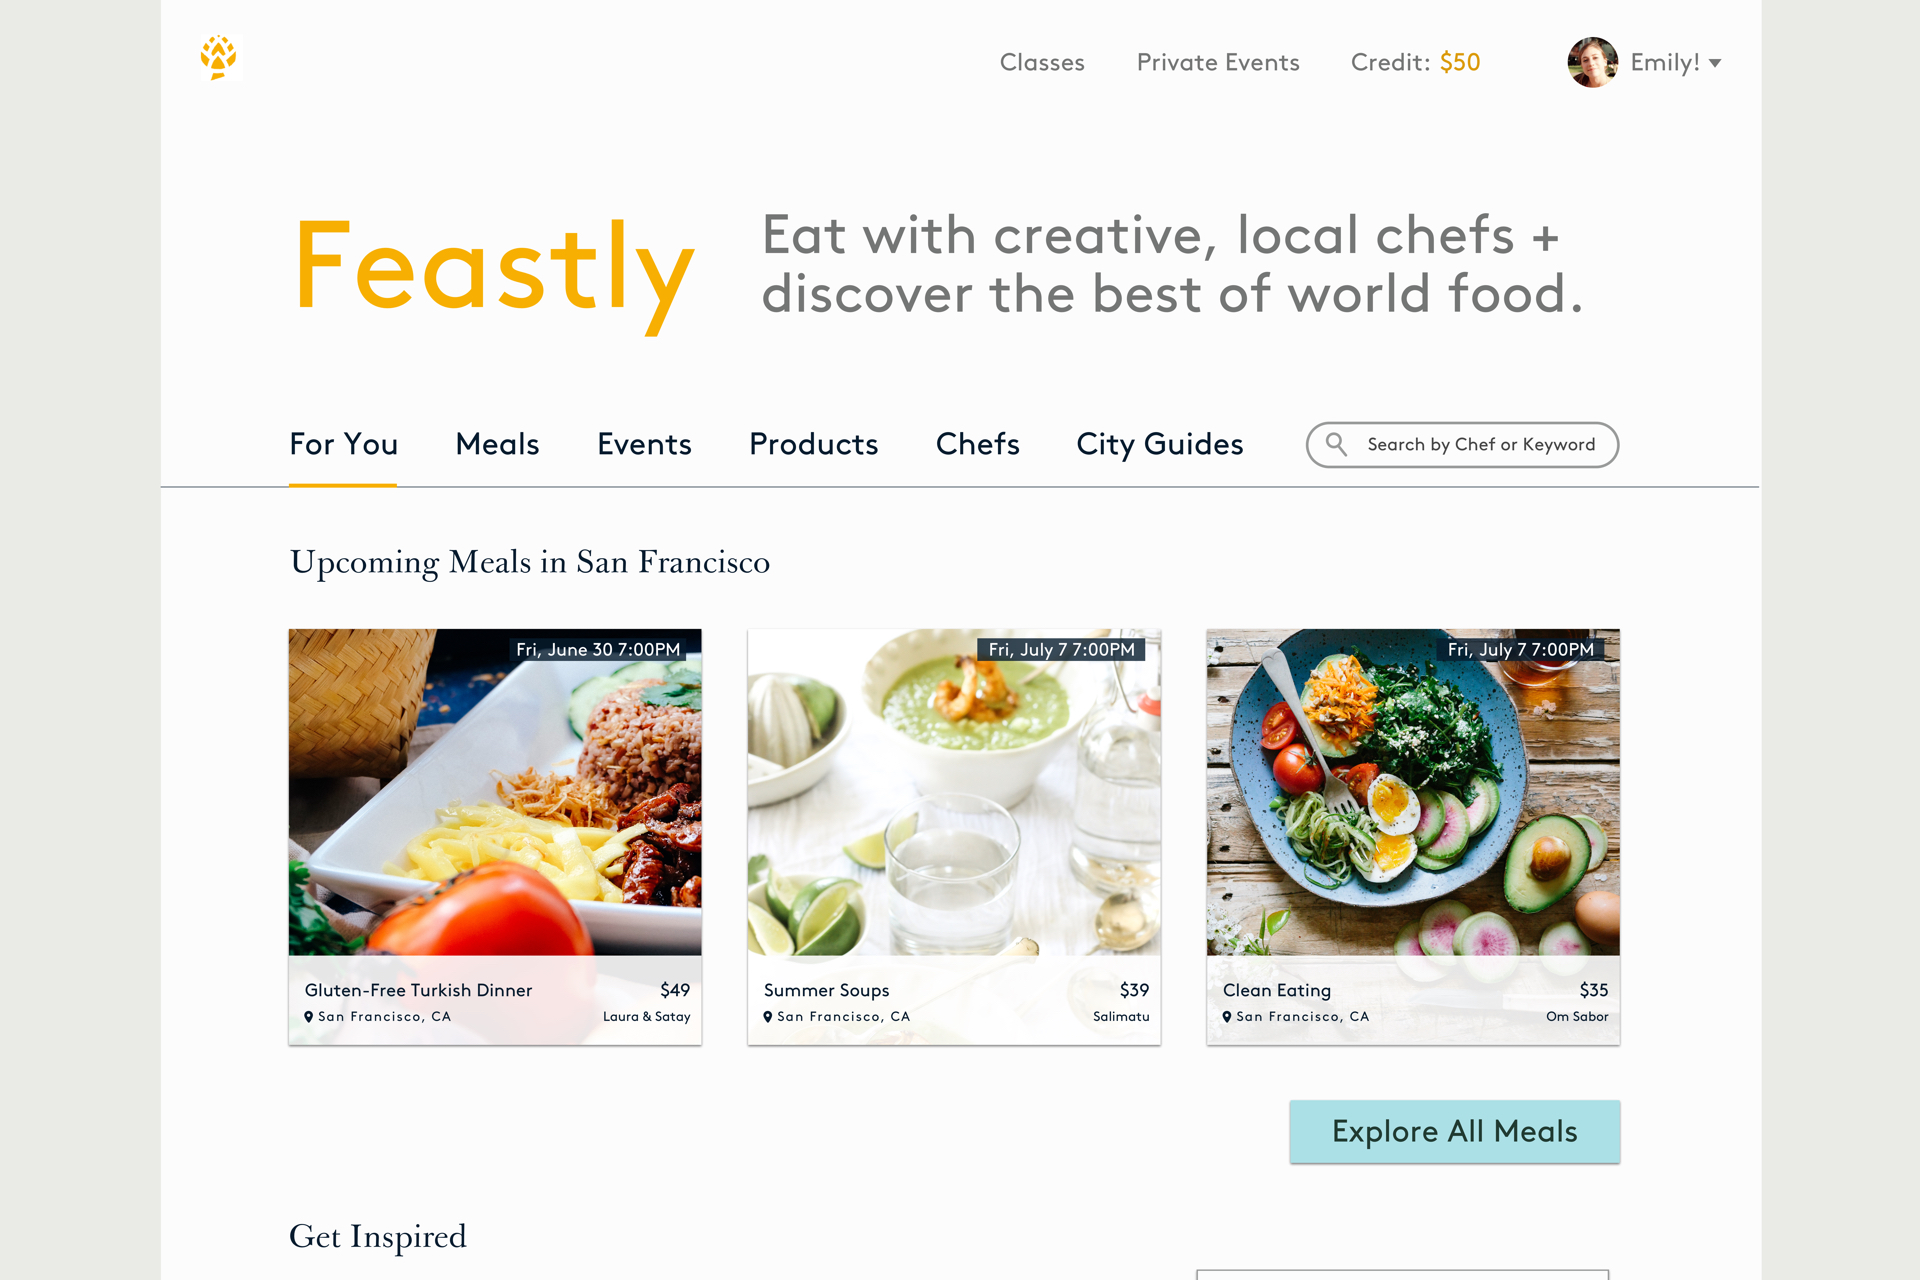 Classes
Private Events
Credit: $50
Emily!
Feastly
Eat with creative, local chefs +
discover the best of world food.
For You
Meals
Events
Products
Chefs
City Guides
Search by Chef or Keyword
Upcoming Meals in San Francisco
Fri, June 30 7:00PM
Gluten-Free Turkish Dinner
$49
San Francisco, CA
Laura & Satay
Fri, July 7 7:00PM
Summer Soups
$39
San Francisco, CA
Salimatu
Fri, July 7 7:00PM
Clean Eating
$35
San Francisco, CA
Om Sabor
Explore All Meals
Get Inspired